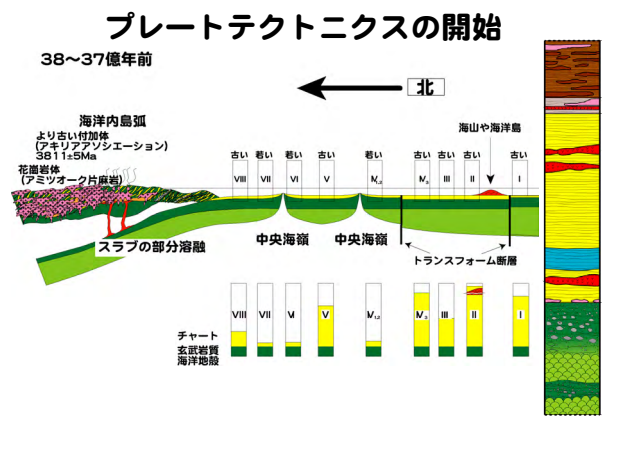 プレートテクトニクスの開始
38〜37億年前
北
海洋内島弧
より古い付加体
(アキリアアソシエーション)
3811±5Ma
花崗岩体
(アミツオーク片麻岩)
海山や海洋島
古い 若い 若い 古い 若い 古い 古い 古い 古い
VIII VII VI V IV1,2 IV3 III II I
スラブの部分溶融
中央海嶺
中央海嶺
トランスフォーム断層
VIII VII VI V IV1,2 IV3 III II I
チャート
玄武岩質
海洋地殻